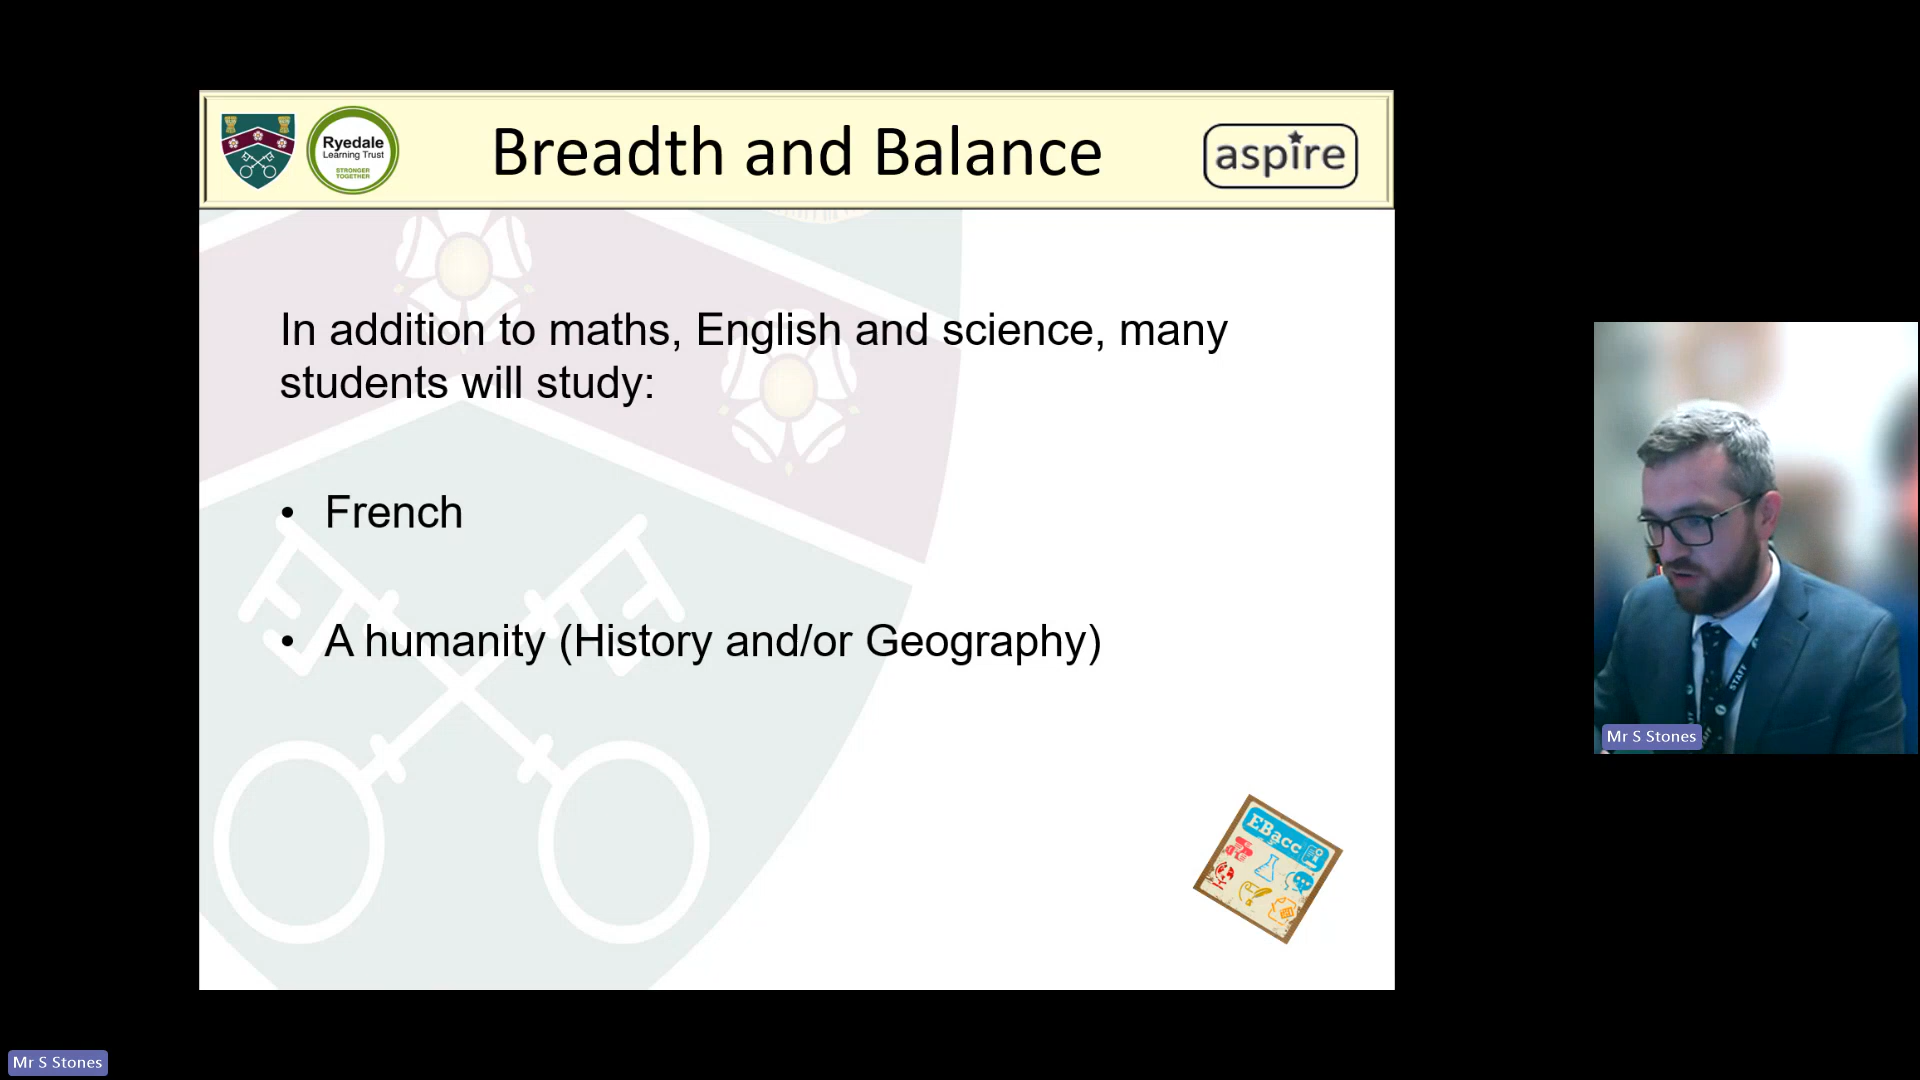 Ryedale
Learning Trust
STRONGER
TOGETHER
Breadth and Balance
aspire
In addition to maths, English and science, many
students will study:
• French
• A humanity (History and/or Geography)
EBacc
STAFF
Mr S Stones
Mr S Stones